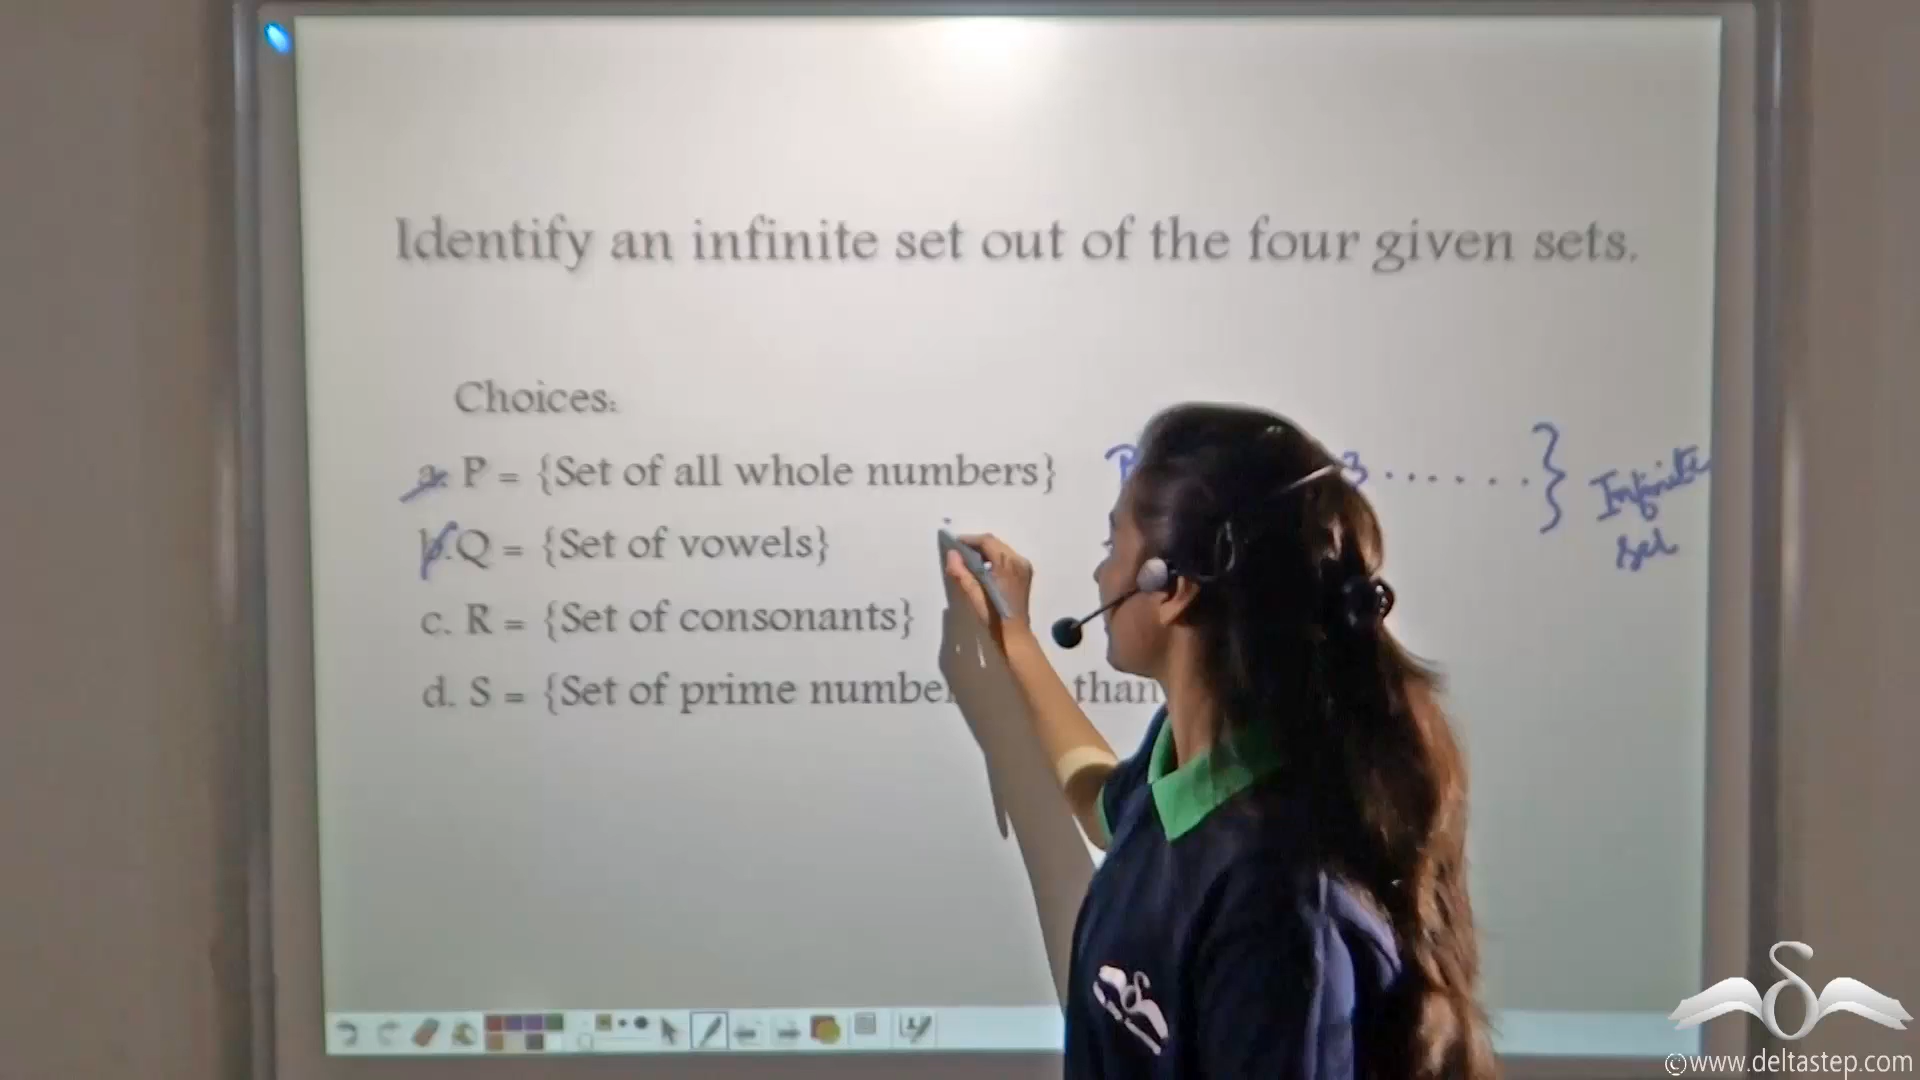 Identify an infinite set out of the four given sets.
Choices:
a. P = {Set of all whole numbers}
3 . . . . . . }
Infinite
set
b. Q = {Set of vowels}
c. R = {Set of consonants}
d. S = {Set of prime than
©www.deltastep.com